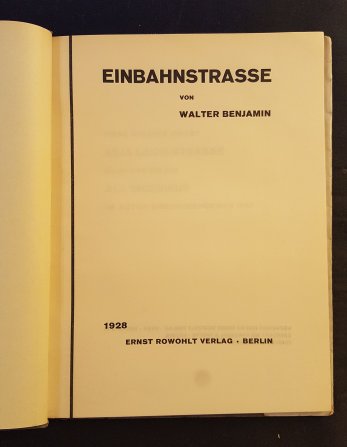 EINBAHNSTRASSE
VON
WALTER BENJAMIN
1928
ERNST ROWOHLT VERLAG · BERLIN